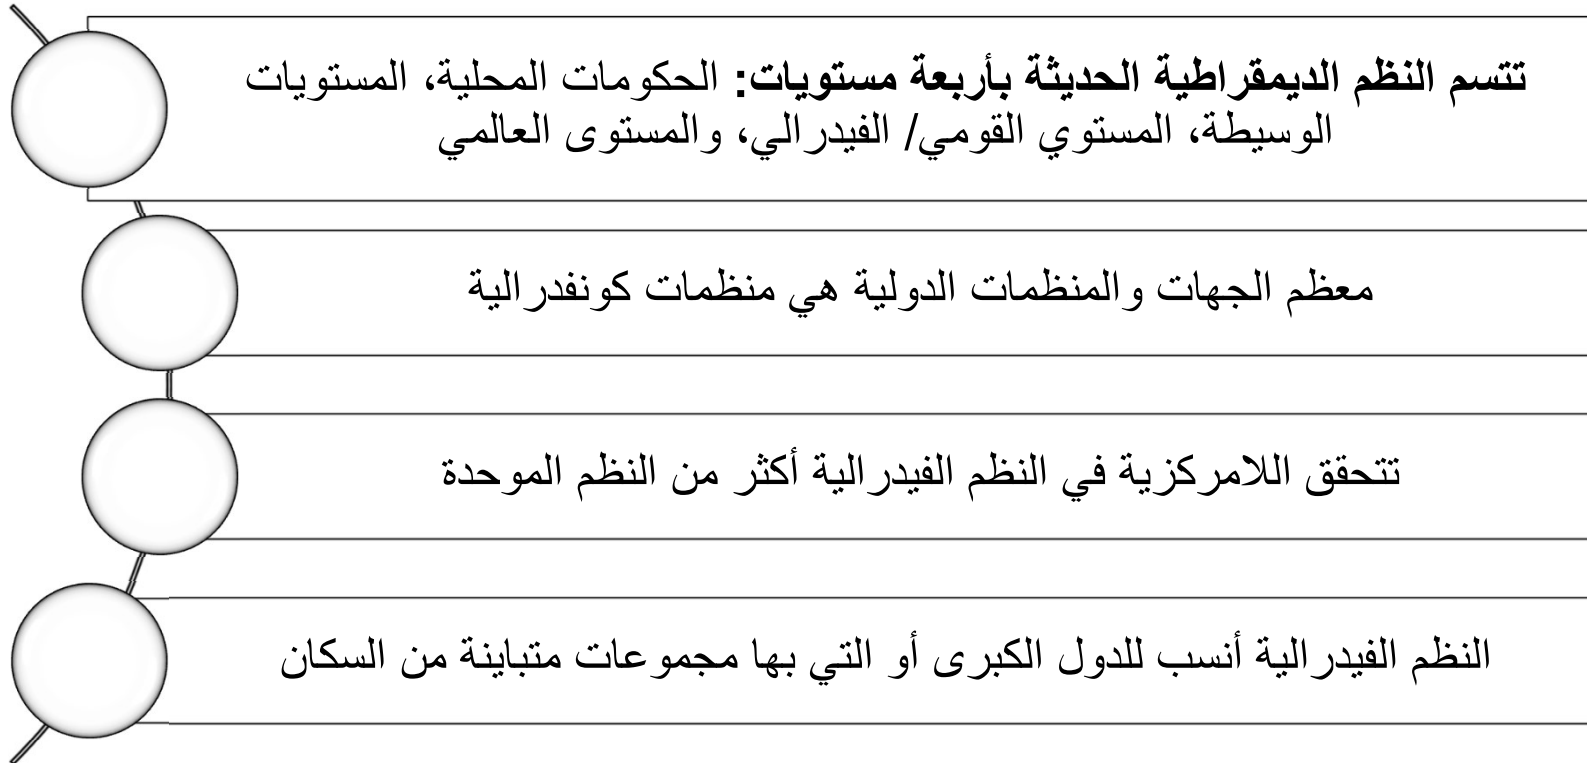 تتسم النظم الديمقراطية الحديثة بأربعة مستويات: الحكومات المحلية، المستويات
الوسيطة، المستوي القومي/ الفيدرالي، والمستوى العالمي
معظم الجهات والمنظمات الدولية هي منظمات كونفدرالية
تتحقق اللامركزية في النظم الفيدرالية أكثر من النظم الموحدة
النظم الفيدرالية أنسب للدول الكبرى أو التي بها مجموعات متباينة من السكان